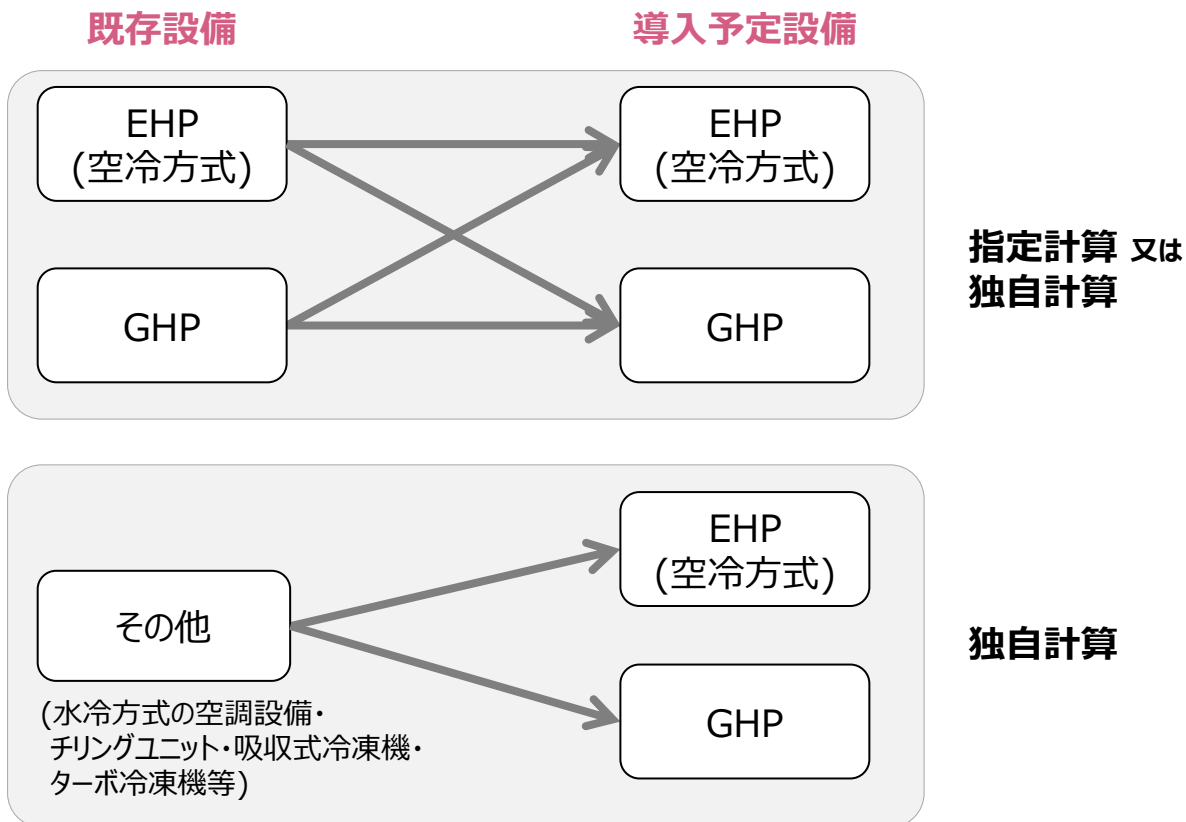 既存設備
導入予定設備
EHP
(空冷方式)
EHP
(空冷方式)
GHP
GHP
指定計算 又は
独自計算
その他
(水冷方式の空調設備・
チリングユニット・吸収式冷凍機・
ターボ冷凍機等)
EHP
(空冷方式)
GHP
独自計算